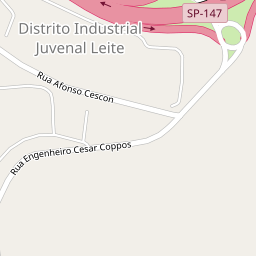 SP-147
Distrito Industrial
Juvenal Leite
Rua Afonso Cescon
Rua Engenheiro Cesar Coppos